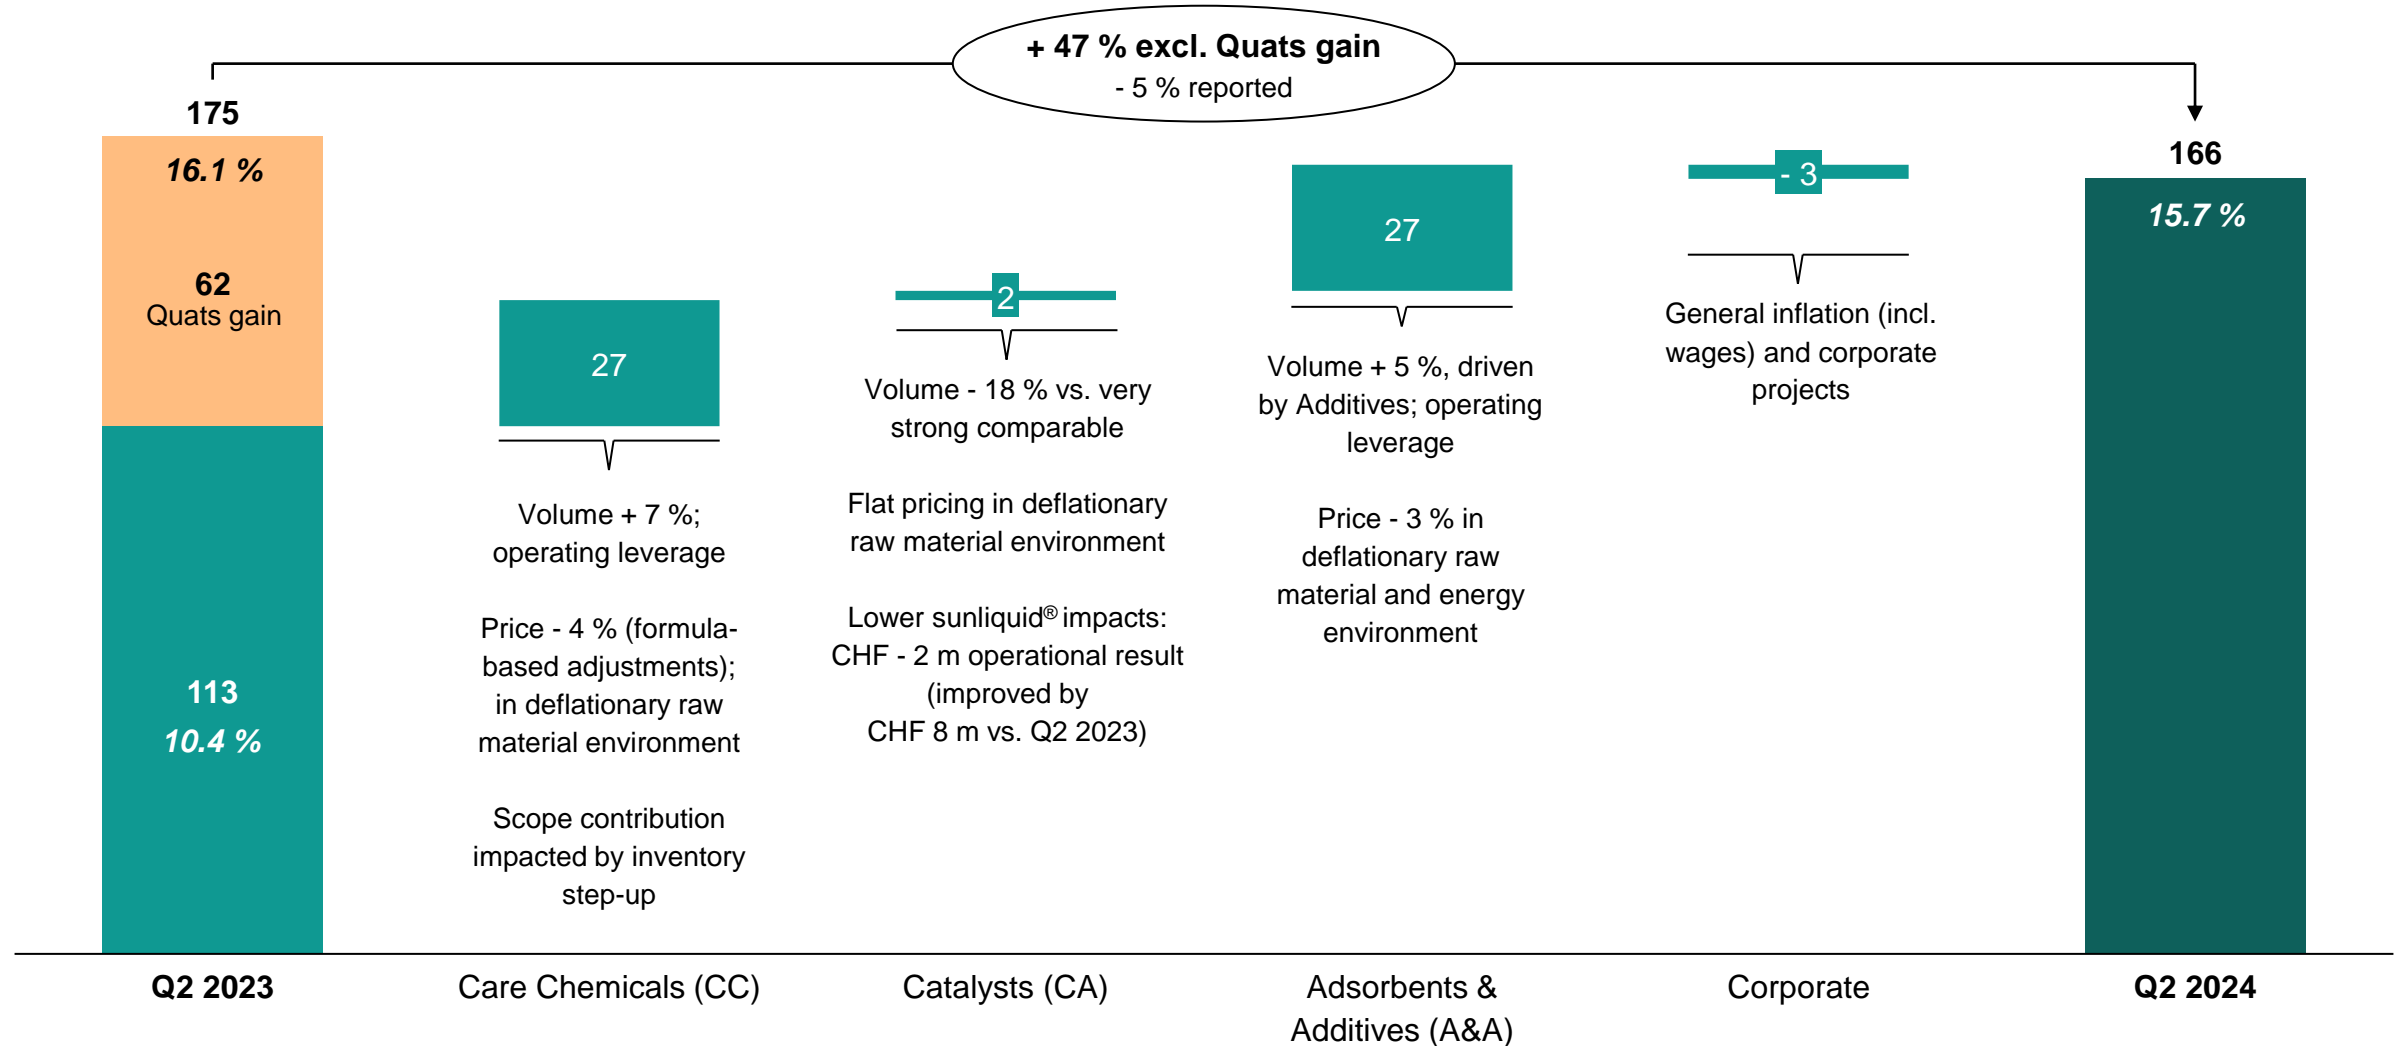 + 47 % excl. Quats gain
- 5 % reported
175
16.1 %
62
Quats gain
113
10.4 %
27
Volume + 7 %;
operating leverage
Price - 4 % (formula-
based adjustments);
in deflationary raw
material environment
Scope contribution
impacted by inventory
step-up
2
Volume - 18 % vs. very
strong comparable
Flat pricing in deflationary
raw material environment
Lower sunliquid® impacts:
CHF - 2 m operational result
(improved by
CHF 8 m vs. Q2 2023)
27
Volume + 5 %, driven
by Additives; operating
leverage
Price - 3 % in
deflationary raw
material and energy
environment
- 3
General inflation (incl.
wages) and corporate
projects
166
15.7 %
Q2 2023
Care Chemicals (CC)
Catalysts (CA)
Adsorbents &
Additives (A&A)
Corporate
Q2 2024